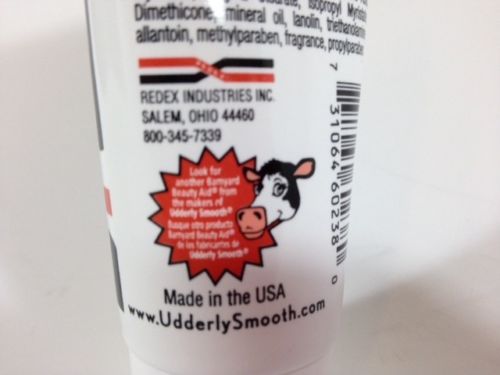 isopropyl
Dimethicone, mineral oil, lanolin,
allantoin, methylparaben, fragrance, propylparaben
REDEX INDUSTRIES INC.
SALEM, OHIO 44460
800-345-7339
Look for
another Barnyard
Beauty Aid® from
the makers of
Udderly Smooth®
Busque otro producto
Barnyard Beauty Aid®
de los fabricantes de
Udderly Smooth®
Made in the USA
www.UdderlySmooth.com
7 31064 60238 0